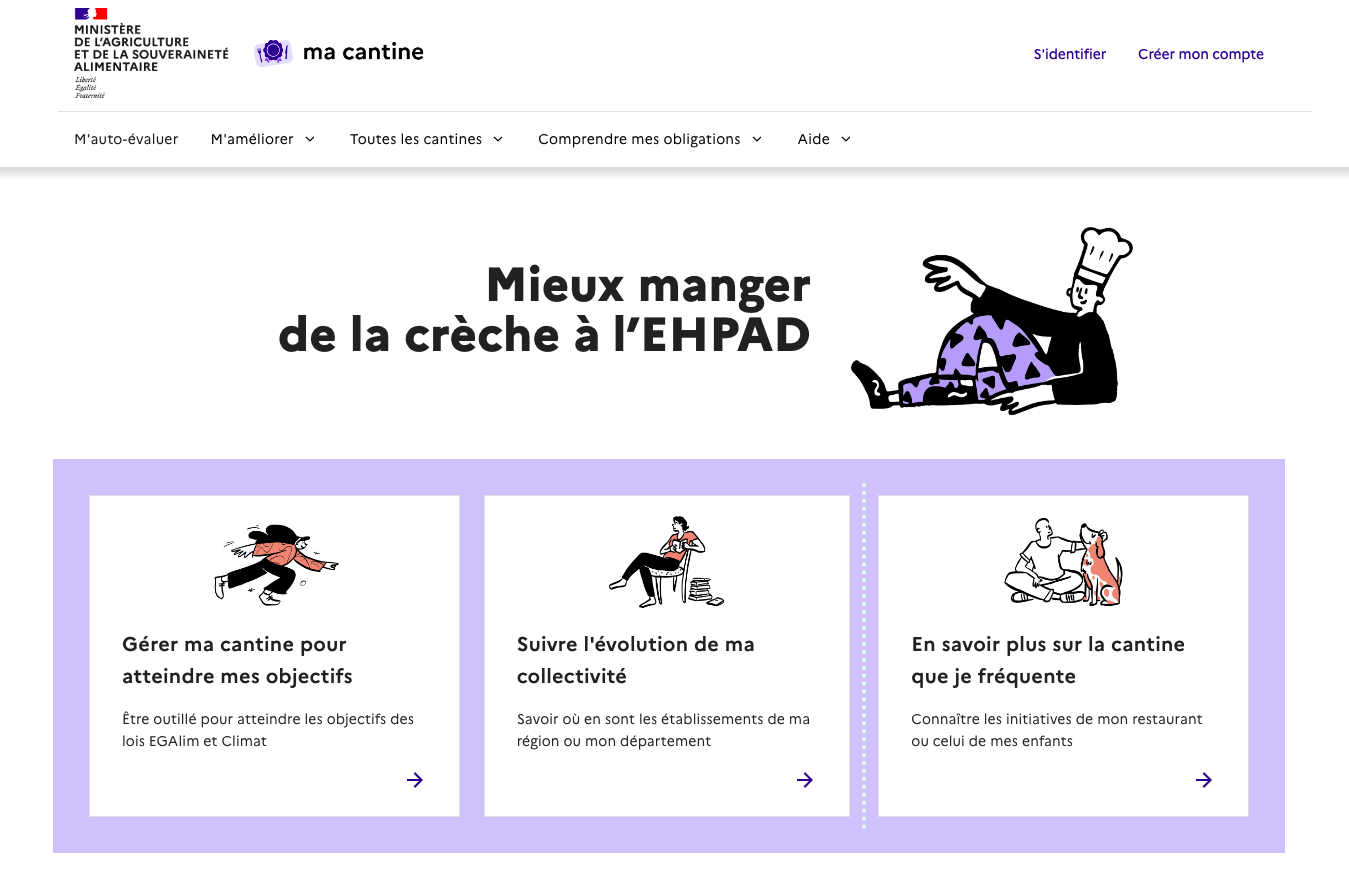 MINISTÈRE
DE L'AGRICULTURE
ET DE LA SOUVERAINETÉ
ALIMENTAIRE
Liberté
Égalité
Fraternité
ma cantine
S'identifier
Créer mon compte
M'auto-évaluer
M'améliorer
Toutes les cantines
Comprendre mes obligations
Aide
Mieux manger
de la crèche à l’EHPAD
Gérer ma cantine pour
atteindre mes objectifs
Être outillé pour atteindre les objectifs des
lois EGAlim et Climat
Suivre l'évolution de ma
collectivité
Savoir où en sont les établissements de ma
région ou mon département
En savoir plus sur la cantine
que je fréquente
Connaître les initiatives de mon restaurant
ou celui de mes enfants